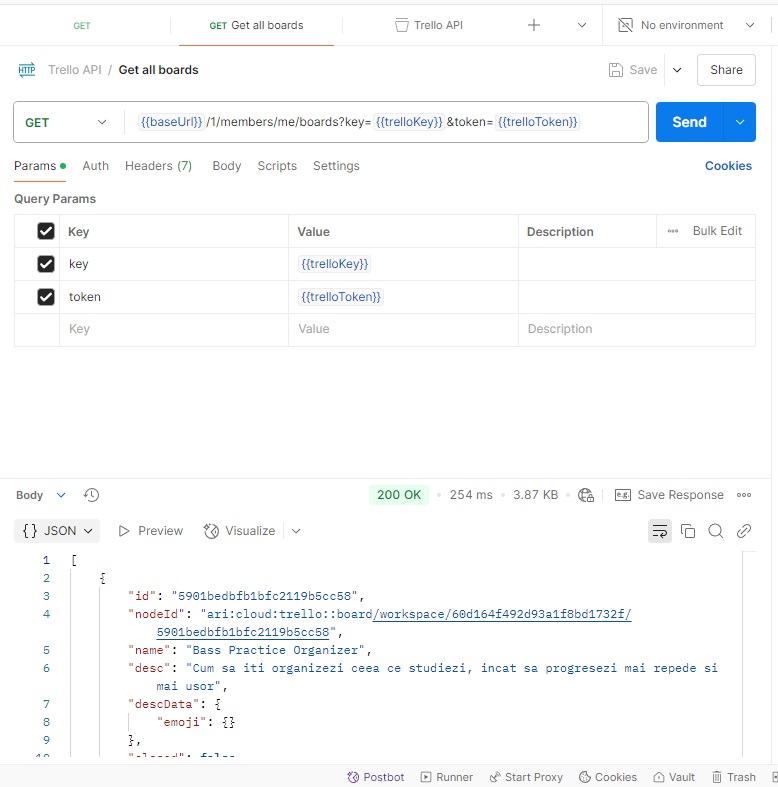 GET
GET Get all boards
Trello API
No environment
HTTP Trello API / Get all boards
Save
Share
GET
{{baseUrl}} /1/members/me/boards?key= {{trelloKey}} &token= {{trelloToken}}
Send
Params
Auth
Headers (7)
Body
Scripts
Settings
Cookies
Query Params
Key Value Description ••• Bulk Edit
key {{trelloKey}}
token {{trelloToken}}
Key Value Description
Body
200 OK • 254 ms • 3.87 KB •
e.g. Save Response •••
{} JSON
Preview
Visualize
1 [
2 {
3 "id": "5901bedbfb1bfc2119b5cc58",
4 "nodeId": "ari:cloud:trello::board/workspace/60d164f492d93a1f8bd1732f/
5901bedbfb1bfc2119b5cc58",
5 "name": "Bass Practice Organizer",
6 "desc": "Cum sa iti organizezi ceea ce studiezi, incat sa progresezi mai repede si
mai usor",
7 "descData": {
8 "emoji": {}
9 },
10 "closed": false
Postbot
Runner
Start Proxy
Cookies
Vault
Trash